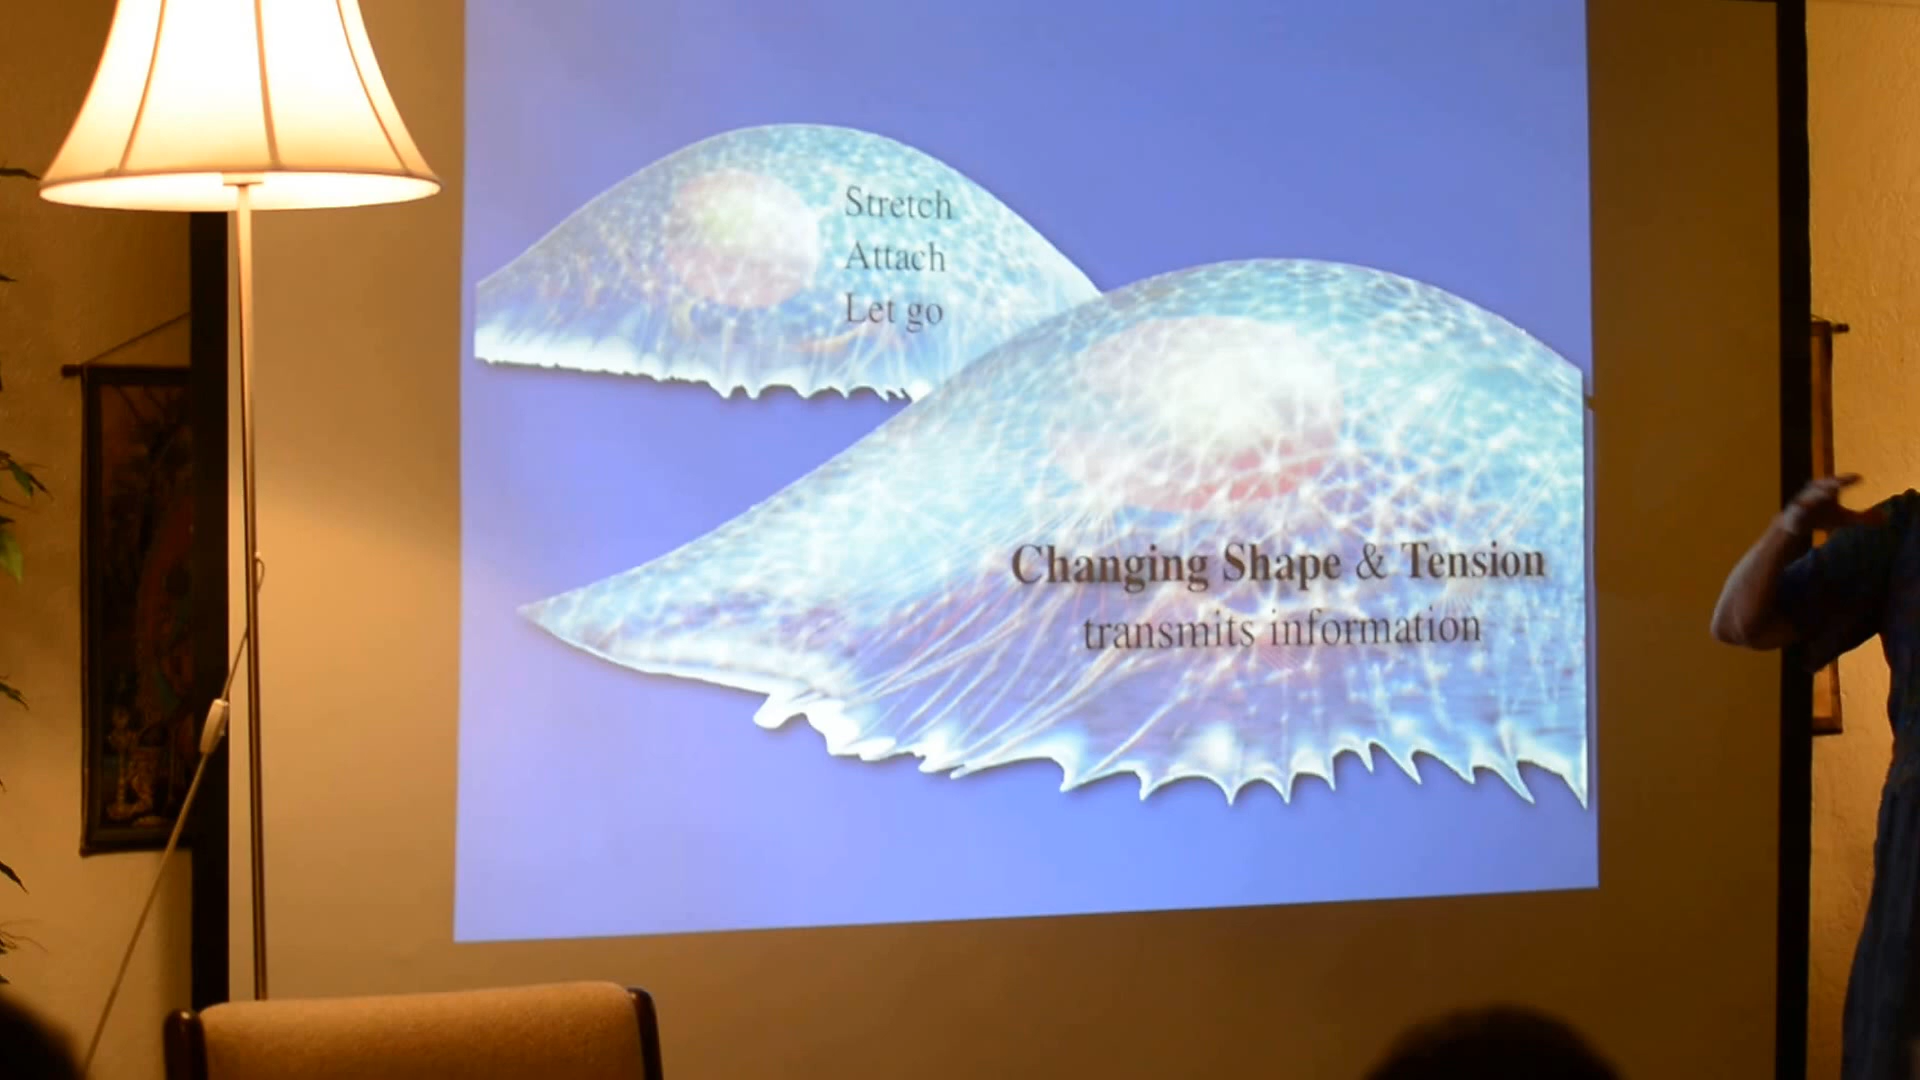 Stretch
Attach
Let go
Changing Shape & Tension
transmits information